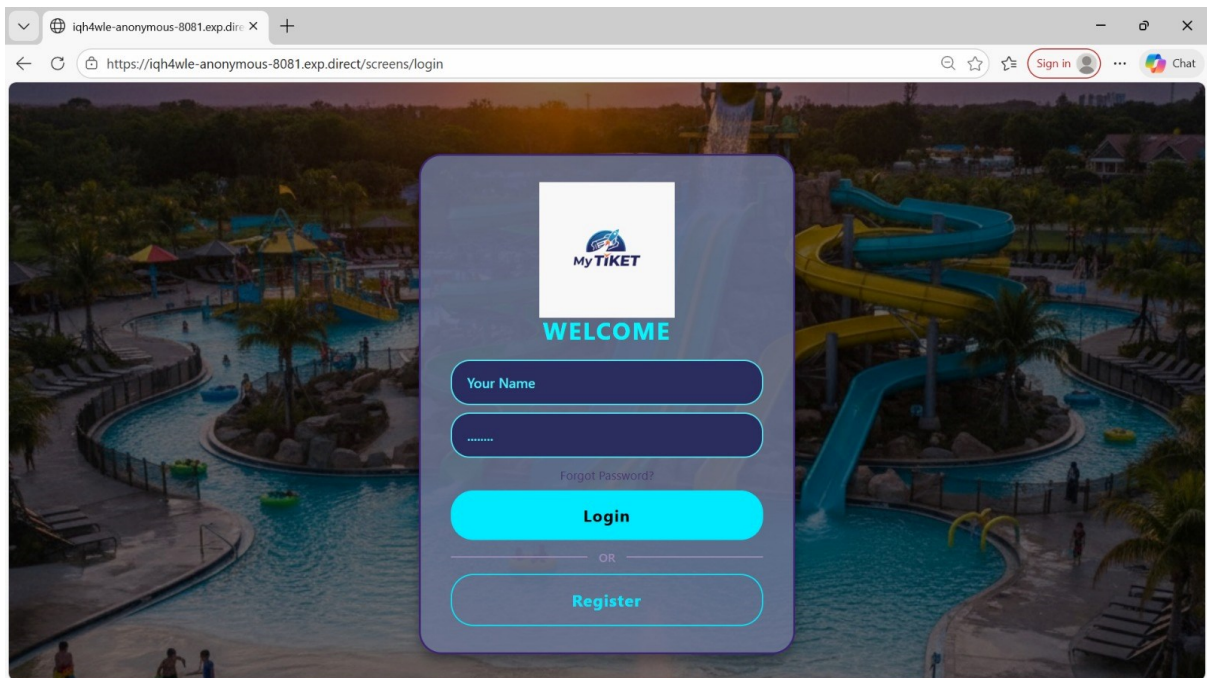 iqh4wle-anonymous-8081.exp.dire
https://iqh4wle-anonymous-8081.exp.direct/screens/login
Sign in
Chat
My TiKET
WELCOME
Your Name
........
Forgot Password?
Login
OR
Register